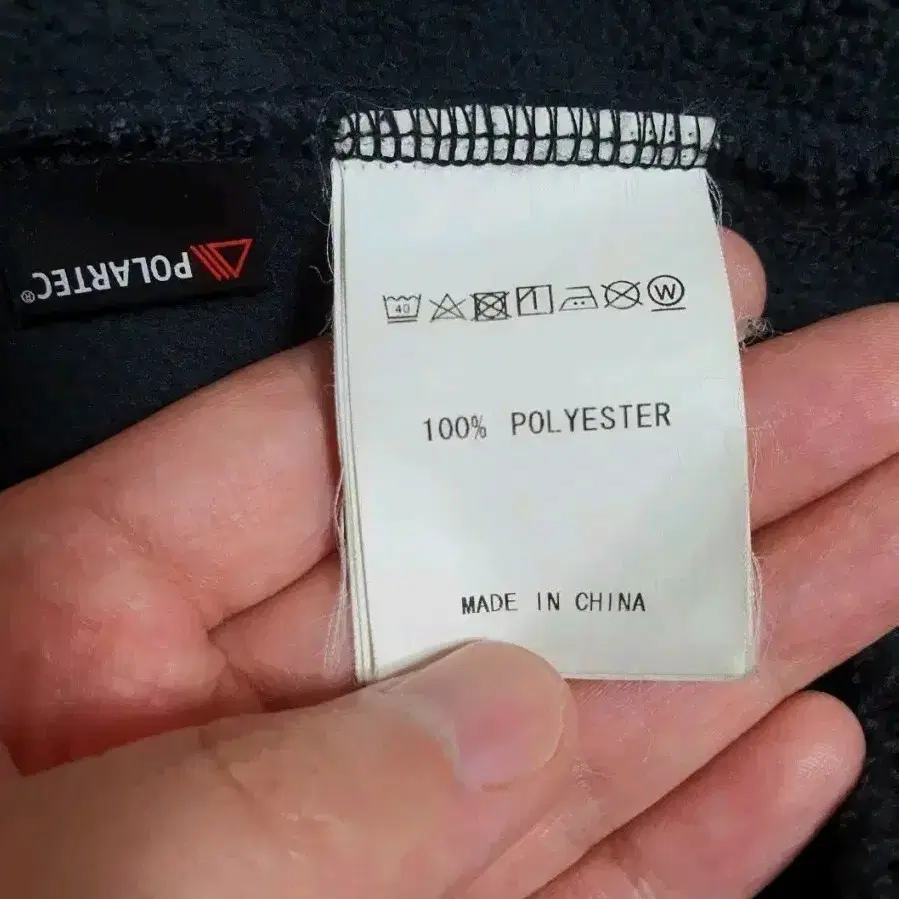 POLARTEC®
40 W
100% POLYESTER
MADE IN CHINA